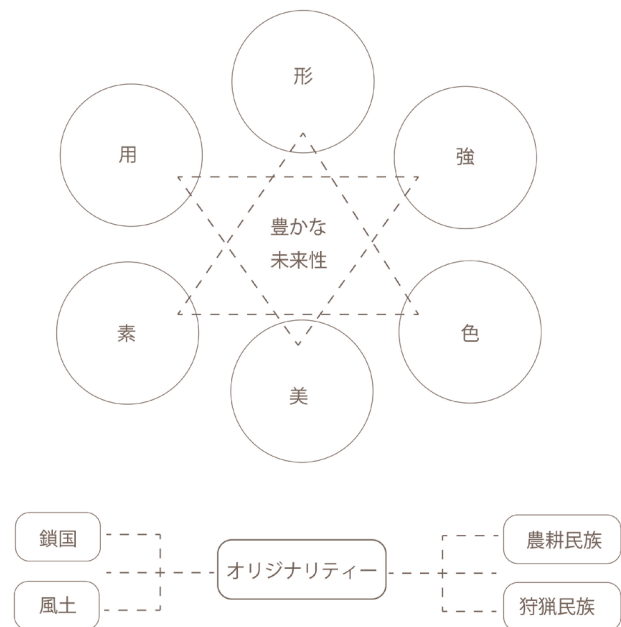 形
用
強
豊かな
未来性
素
色
美
鎖国
農耕民族
オリジナリティー
風土
狩猟民族